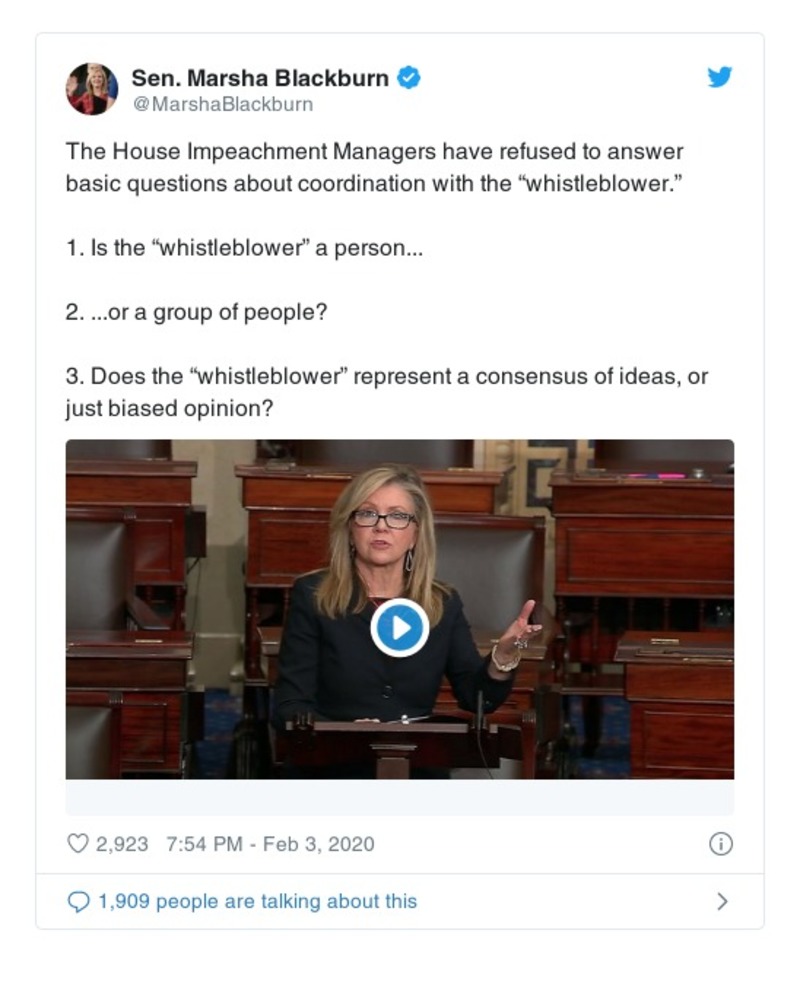 Sen. Marsha Blackburn
@MarshaBlackburn
The House Impeachment Managers have refused to answer
basic questions about coordination with the “whistleblower.”
1. Is the “whistleblower” a person...
2. ...or a group of people?
3. Does the “whistleblower” represent a consensus of ideas, or
just biased opinion?
2,923 7:54 PM - Feb 3, 2020
1,909 people are talking about this